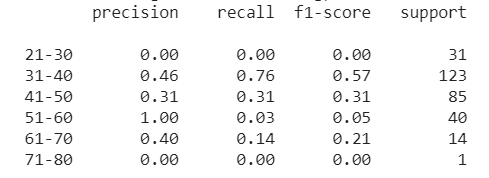 precision recall f1-score support
21-30 0.00 0.00 0.00 31
31-40 0.46 0.76 0.57 123
41-50 0.31 0.31 0.31 85
51-60 1.00 0.03 0.05 40
61-70 0.40 0.14 0.21 14
71-80 0.00 0.00 0.00 1